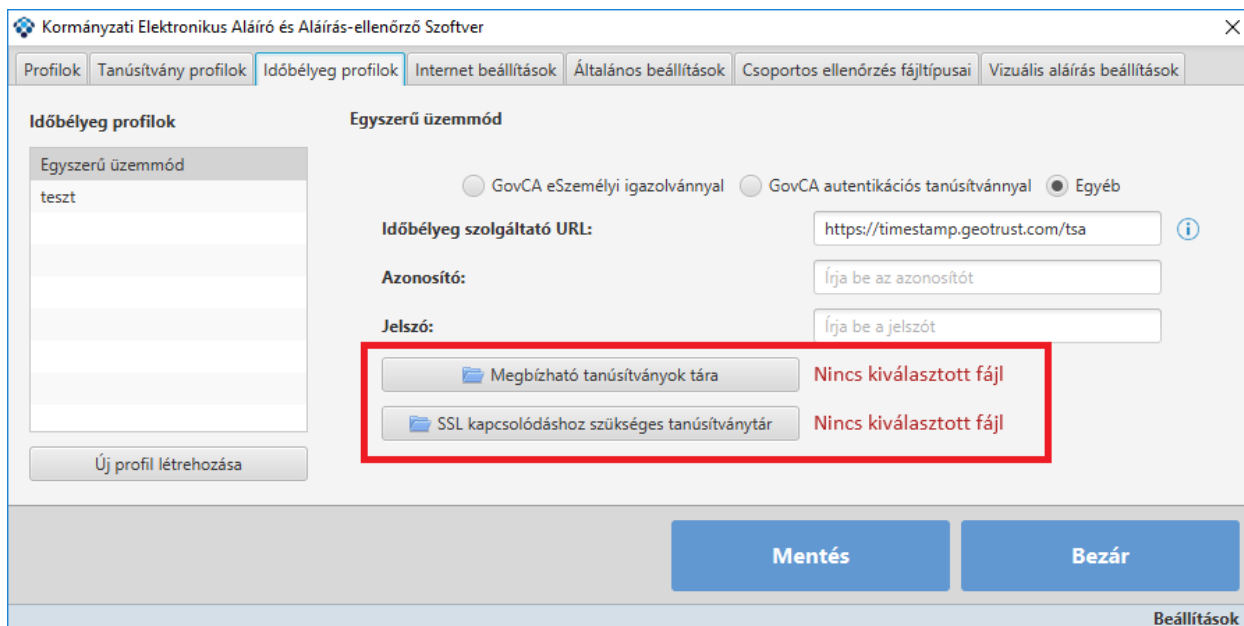 Kormányzati Elektronikus Aláíró és Aláírás-ellenőrző Szoftver
Profilok Tanúsítvány profilok Időbélyeg profilok Internet beállítások Általános beállítások Csoportos ellenőrzés fájltípusai Vizuális aláírás beállítások
Időbélyeg profilok
Egyszerű üzemmód
teszt
Új profil létrehozása
Egyszerű üzemmód
GovCA eSzemélyi igazolvánnyal GovCA autentikációs tanúsítvánnyal Egyéb
Időbélyeg szolgáltató URL: https://timestamp.geotrust.com/tsa
Azonosító: Írja be az azonosítót
Jelszó: Írja be a jelszót
Megbízható tanúsítványok tára Nincs kiválasztott fájl
SSL kapcsolódáshoz szükséges tanúsítványtár Nincs kiválasztott fájl
Mentés Bezár
Beállítások